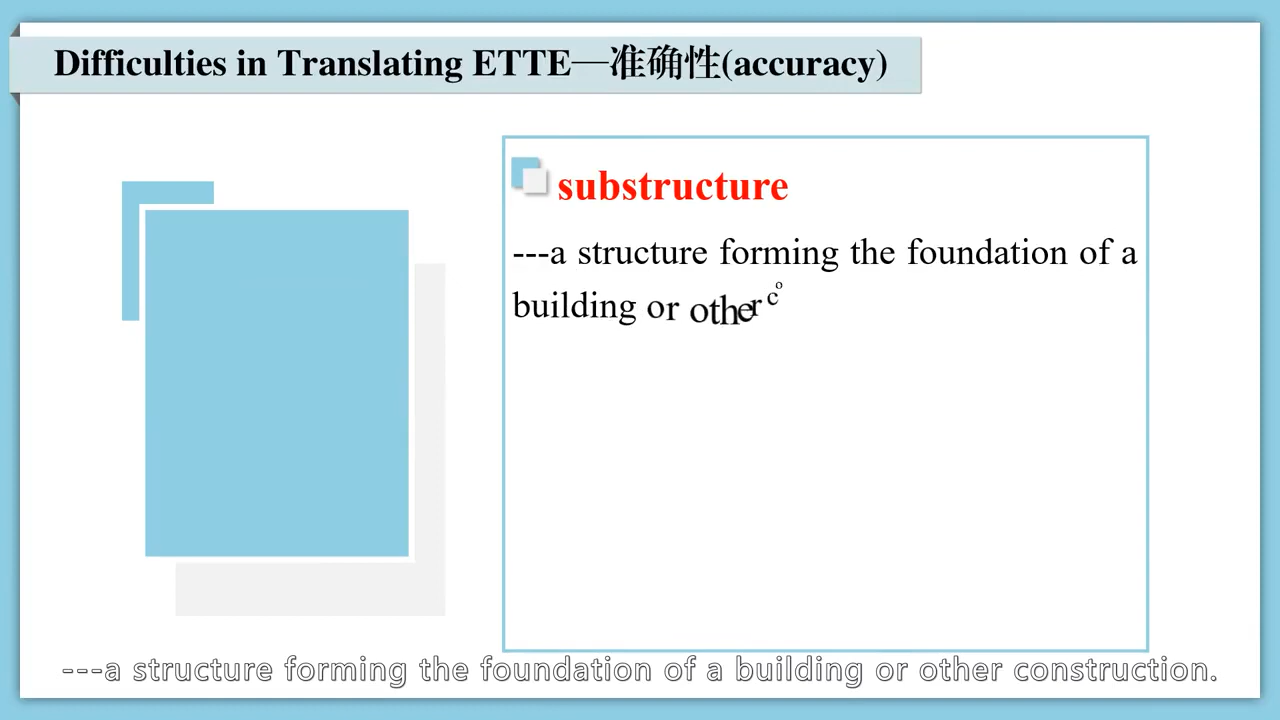 Difficulties in Translating ETTE—准确性(accuracy)
substructure
---a structure forming the foundation of a
building or other co
---a structure forming the foundation of a building or other construction.